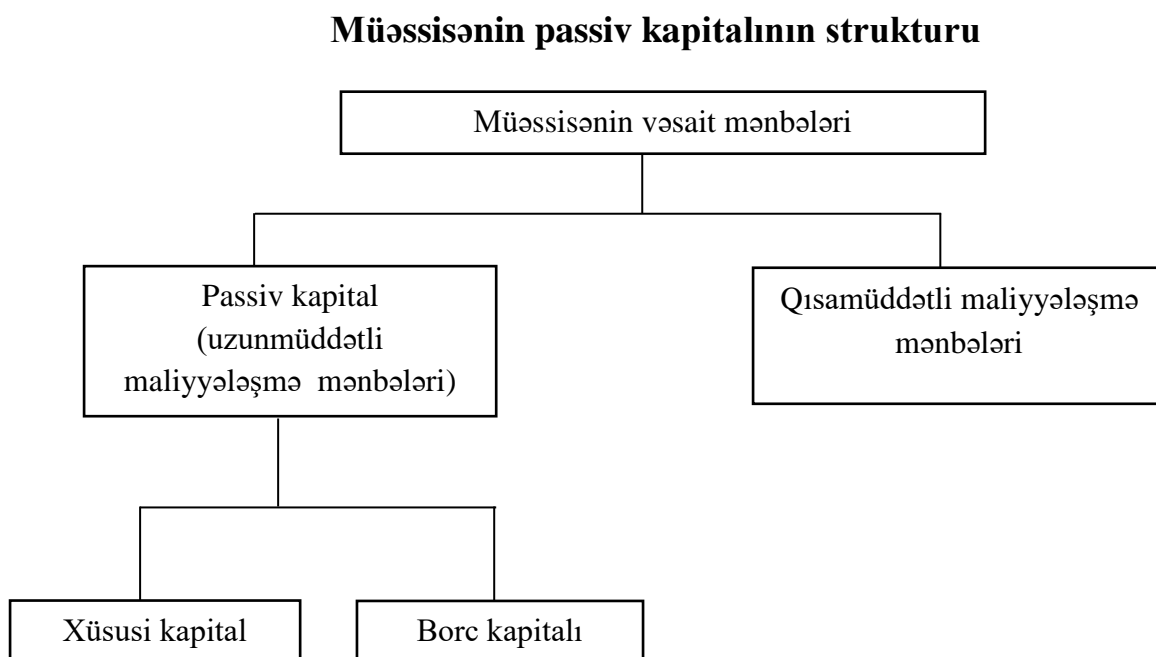 Müəssisənin passiv kapitalının strukturu
Müəssisənin vəsait mənbələri
Passiv kapital
(uzunmüddətli
maliyyələşmə mənbələri)
Qısamüddətli maliyyələşmə
mənbələri
Xüsusi kapital
Borc kapitalı